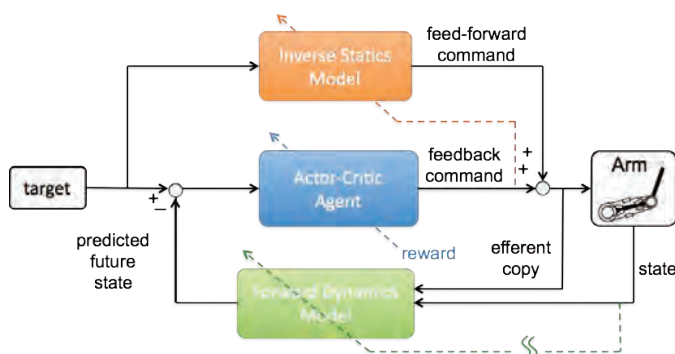 Inverse Statics
Model
feed-forward
command
target
+
–
Actor-Critic
Agent
feedback
command
+
+
Arm
predicted
future
state
reward
efferent
copy
state
Forward Dynamics
Model